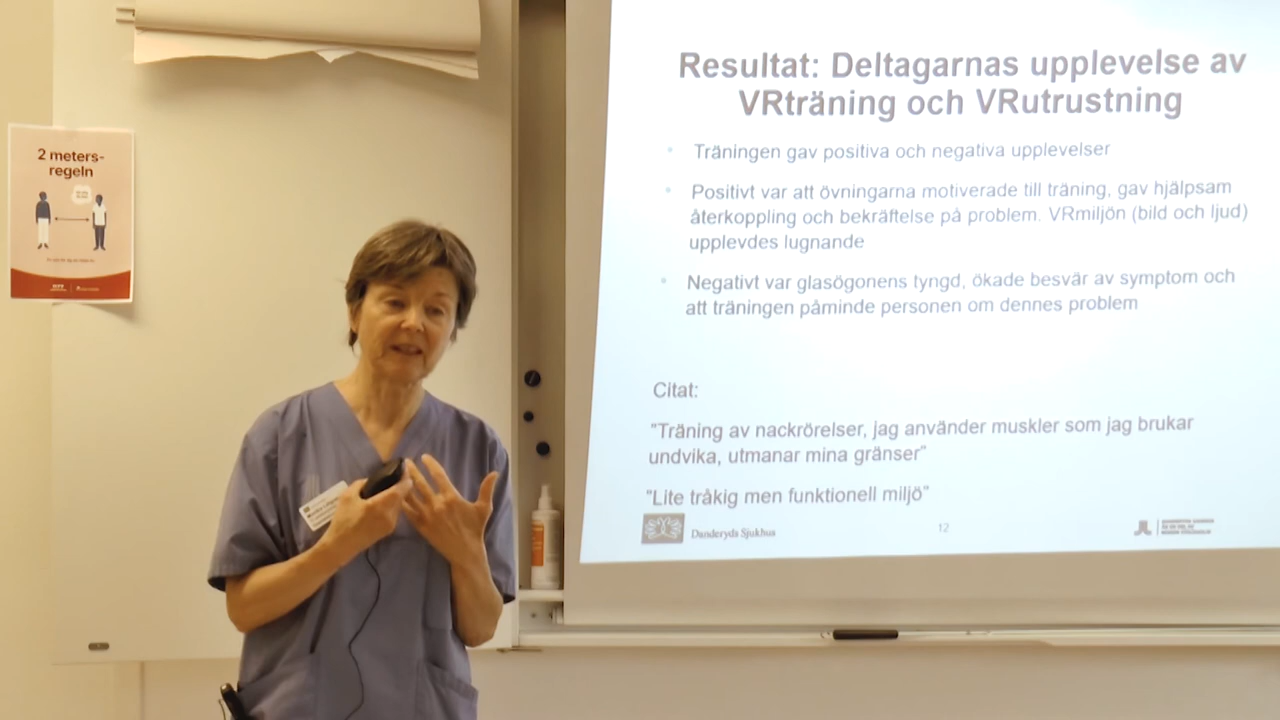 2 meters-
regeln
Resultat: Deltagarnas upplevelse av
VRträning och VRutrustning
Träningen gav positiva och negativa upplevelser
Positivt var att övningarna motiverade till träning, gav hjälpsam
återkoppling och bekräftelse på problem. VRmiljön (bild och ljud)
upplevdes lugnande
Negativt var glasögonens tyngd, ökade besvär av symptom och
att träningen påminde personen om dennes problem
Citat:
"Träning av nackrörelser, jag använder muskler som jag brukar
undvika, utmanar mina gränser"
"Lite tråkig men funktionell miljö"
Danderyds Sjukhus
12